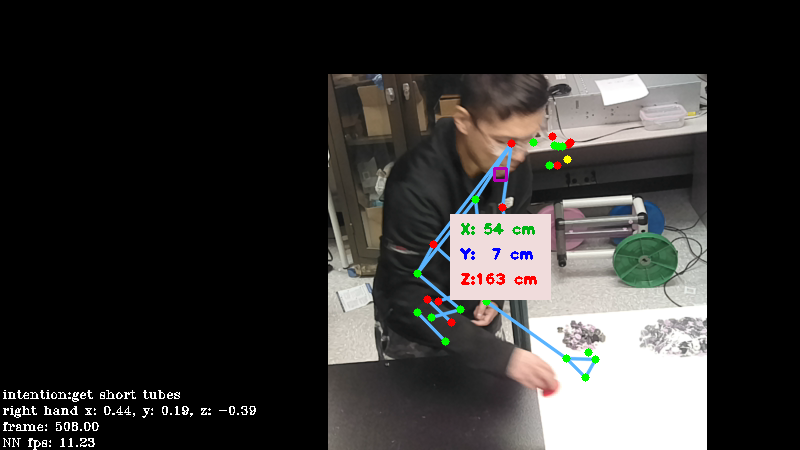 X: 54 cm
Y: 7 cm
Z:163 cm
intention:get short tubes
right hand x: 0.44, y: 0.19, z: -0.39
frame: 508.00
NN fps: 11.23